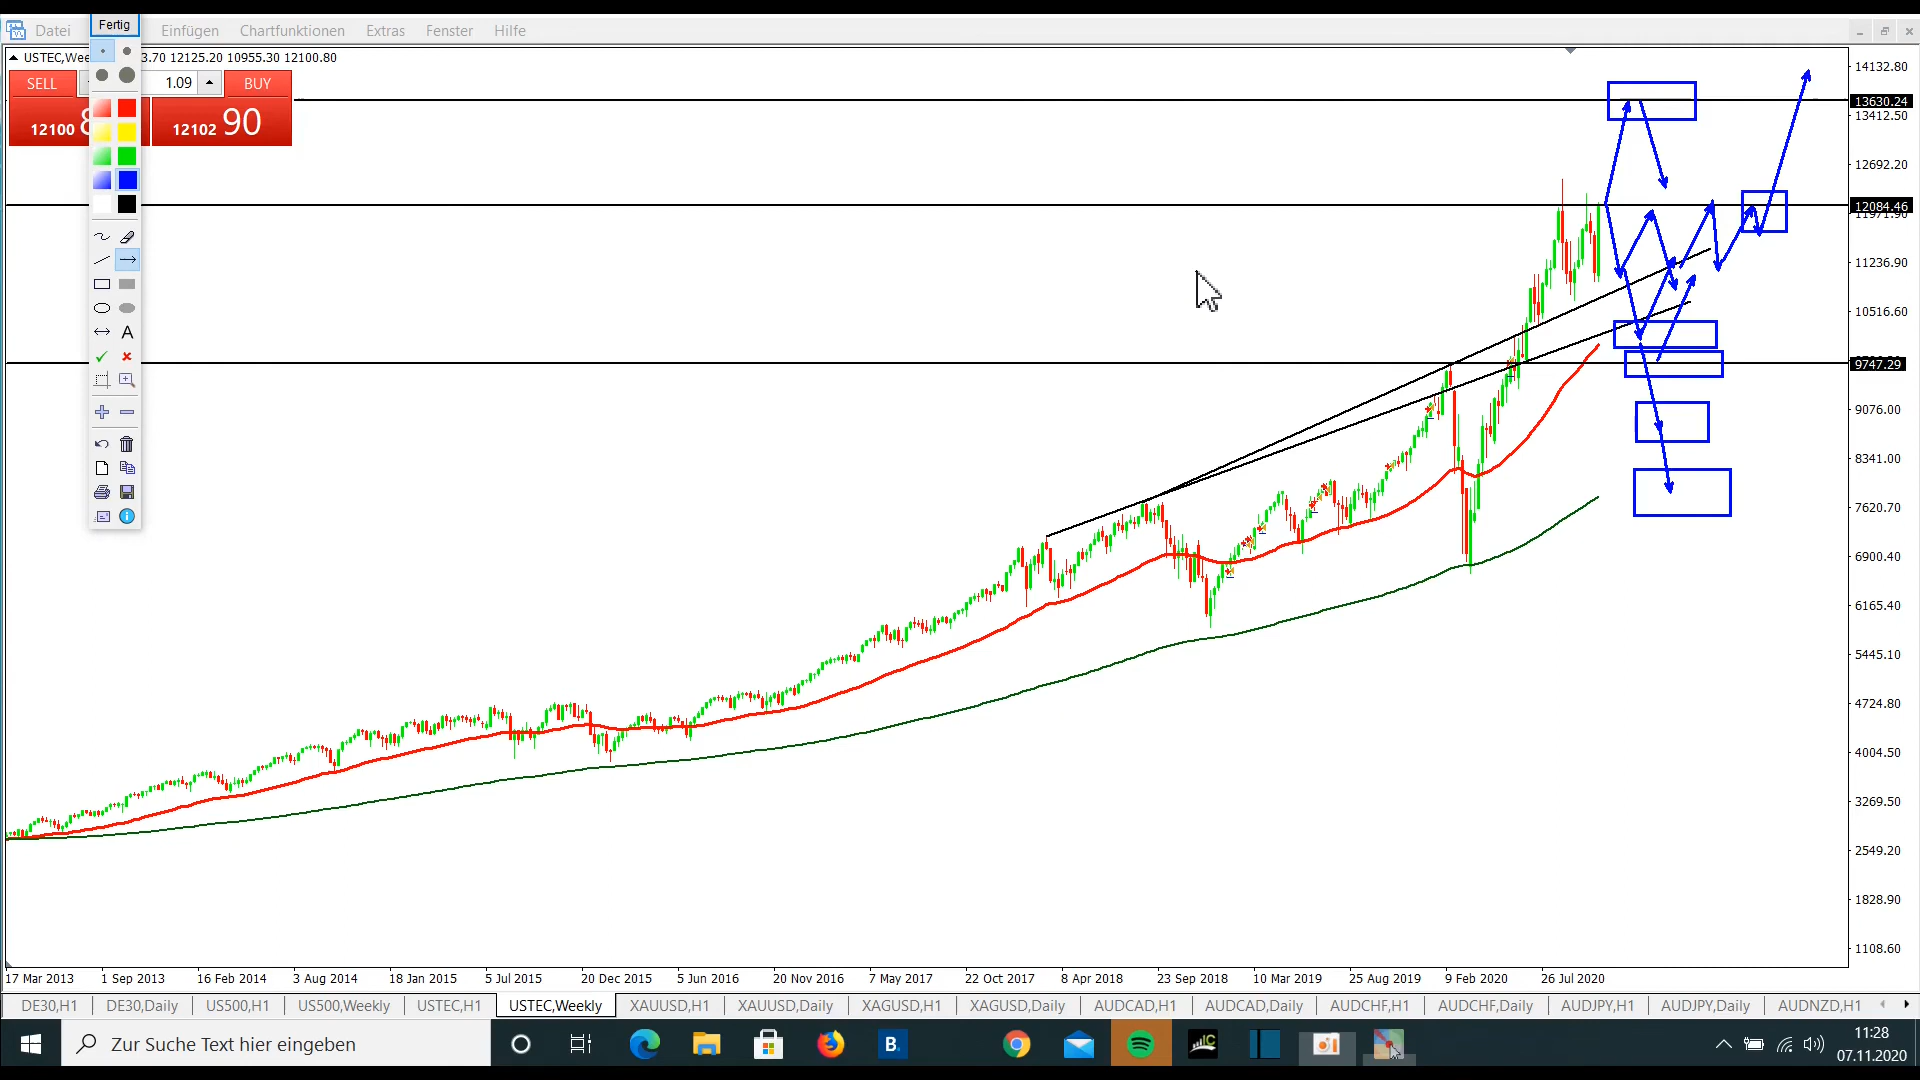 Fertig
Datei Einfügen Chartfunktionen Extras Fenster Hilfe
USTEC,Wee 3.70 12125.20 10955.30 12100.80
SELL 1.09 BUY
12100 8 12102 90
A
14132.80
13630.24
13412.50
12692.20
12084.46
11971.90
11236.90
10516.60
9747.29
9076.00
8341.00
7620.70
6900.40
6165.40
5445.10
4724.80
4004.50
3269.50
2549.20
1828.90
1108.60
17 Mar 2013 1 Sep 2013 16 Feb 2014 3 Aug 2014 18 Jan 2015 5 Jul 2015 20 Dec 2015 5 Jun 2016 20 Nov 2016 7 May 2017 22 Oct 2017 8 Apr 2018 23 Sep 2018 10 Mar 2019 25 Aug 2019 9 Feb 2020 26 Jul 2020
DE30,H1 DE30,Daily US500,H1 US500,Weekly USTEC,H1 USTEC,Weekly XAUUSD,H1 XAUUSD,Daily XAGUSD,H1 XAGUSD,Daily AUDCAD,H1 AUDCAD,Daily AUDCHF,H1 AUDCHF,Daily AUDJPY,H1 AUDJPY,Daily AUDNZD,H1
Zur Suche Text hier eingeben
B.
IC
11:28
07.11.2020